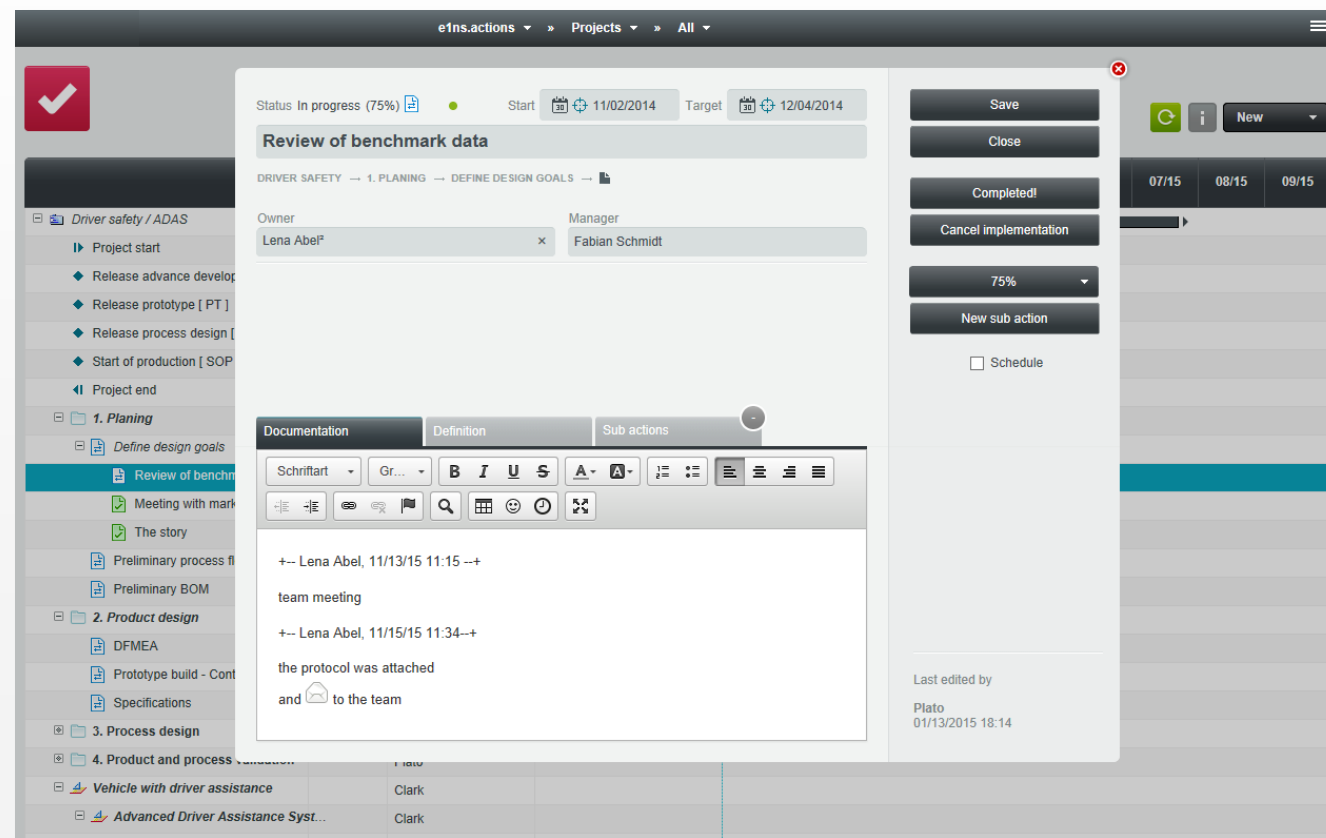 e1ns.actions » Projects » All
Status In progress (75%) Start 11/02/2014 Target 12/04/2014
Review of benchmark data
DRIVER SAFETY → 1. PLANING → DEFINE DESIGN GOALS →
Owner Manager
Lena Abel² × Fabian Schmidt
Save
Close
Completed!
Cancel implementation
75%
New sub action
Schedule
Documentation Definition Sub actions -
Schriftart Gr... B I U S A A
+-- Lena Abel, 11/13/15 11:15 --+
team meeting
+-- Lena Abel, 11/15/15 11:34--+
the protocol was attached
and to the team
Last edited by
Plato
01/13/2015 18:14
i New
07/15 08/15 09/15
Driver safety / ADAS
Project start
Release advance develop
Release prototype [ PT ]
Release process design [
Start of production [ SOP
Project end
1. Planing
Define design goals
Review of benchm
Meeting with mark
The story
Preliminary process fl
Preliminary BOM
2. Product design
DFMEA
Prototype build - Cont
Specifications
3. Process design
4. Product and process validation Plato
Vehicle with driver assistance Clark
Advanced Driver Assistance Syst... Clark